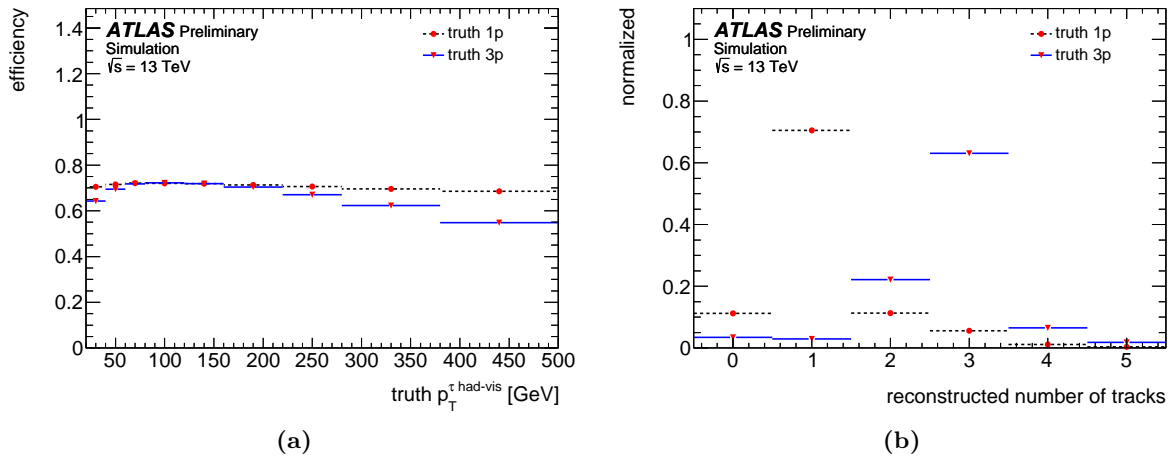 efficiency
1.4
1.2
1
0.8
0.6
0.4
0.2
0
ATLAS Preliminary
Simulation
√s = 13 TeV
truth 1p
truth 3p
50 100 150 200 250 300 350 400 450 500
truth p_T^{τ had-vis} [GeV]
(a)
normalized
1
0.8
0.6
0.4
0.2
0
ATLAS Preliminary
Simulation
√s = 13 TeV
truth 1p
truth 3p
0 1 2 3 4 5
reconstructed number of tracks
(b)